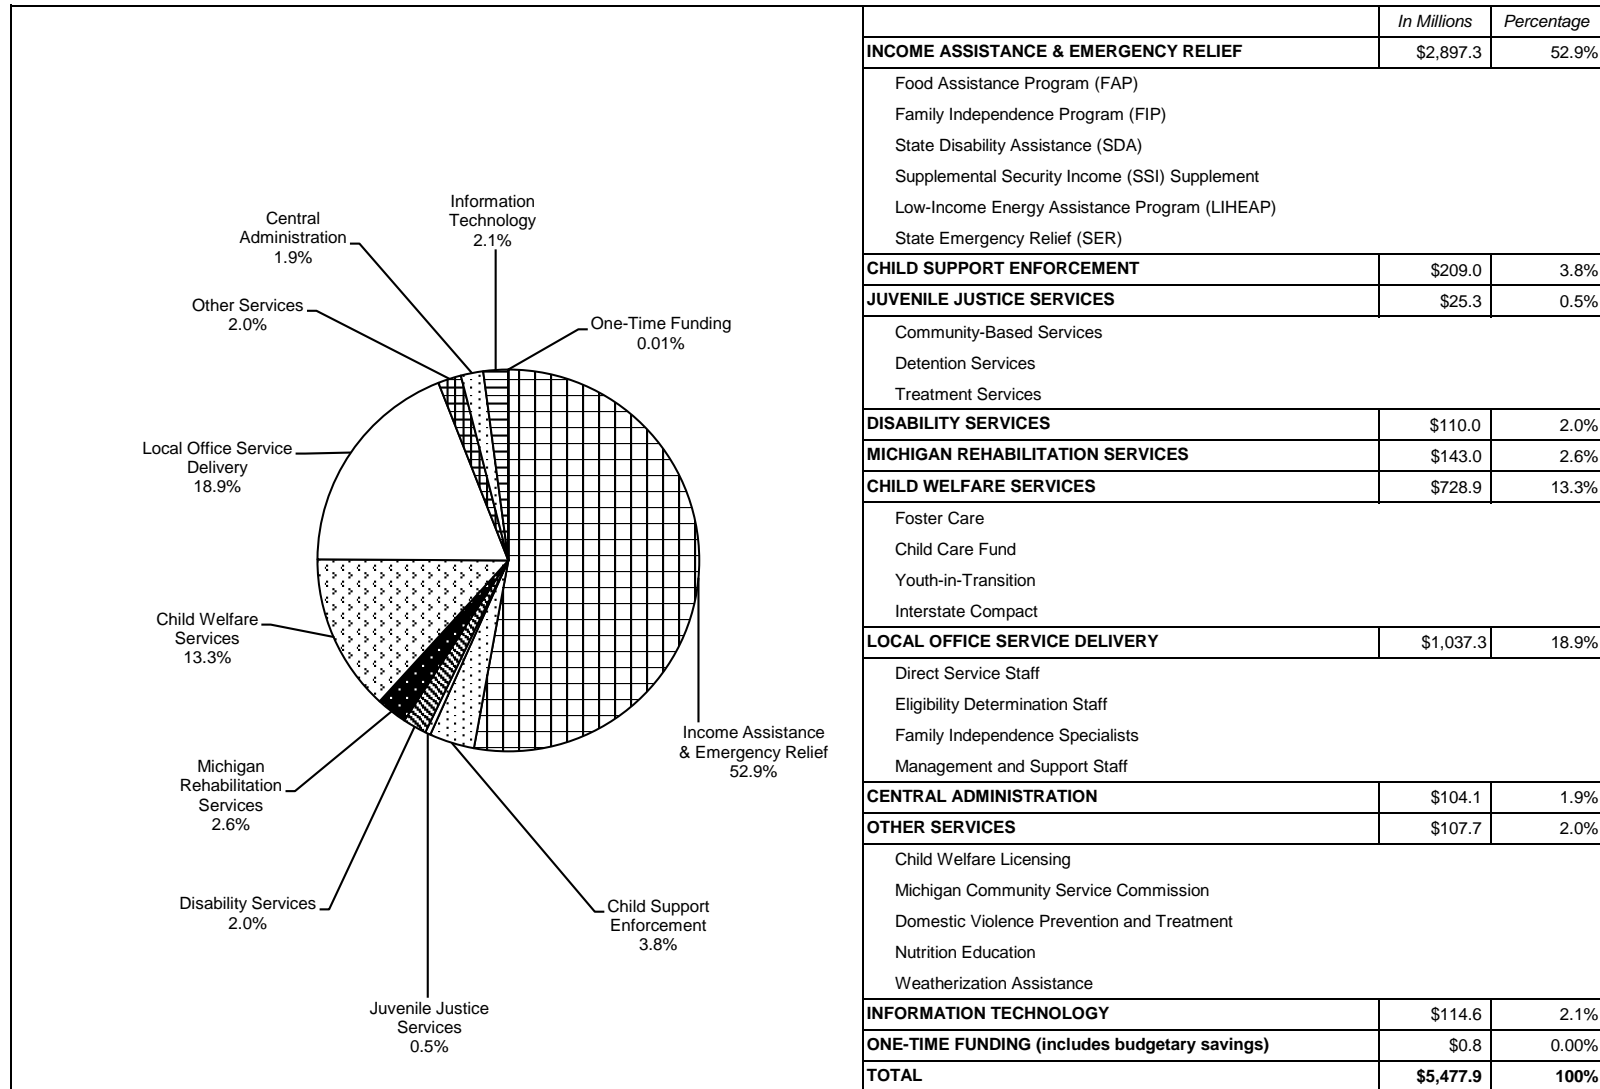 Information
Technology
2.1%
Central
Administration
1.9%
Other Services
2.0%
One-Time Funding
0.01%
Local Office Service
Delivery
18.9%
Child Welfare
Services
13.3%
Income Assistance
& Emergency Relief
52.9%
Michigan
Rehabilitation
Services
2.6%
Disability Services
2.0%
Child Support
Enforcement
3.8%
Juvenile Justice
Services
0.5%
In Millions Percentage
INCOME ASSISTANCE & EMERGENCY RELIEF $2,897.3 52.9%
Food Assistance Program (FAP)
Family Independence Program (FIP)
State Disability Assistance (SDA)
Supplemental Security Income (SSI) Supplement
Low-Income Energy Assistance Program (LIHEAP)
State Emergency Relief (SER)
CHILD SUPPORT ENFORCEMENT $209.0 3.8%
JUVENILE JUSTICE SERVICES $25.3 0.5%
Community-Based Services
Detention Services
Treatment Services
DISABILITY SERVICES $110.0 2.0%
MICHIGAN REHABILITATION SERVICES $143.0 2.6%
CHILD WELFARE SERVICES $728.9 13.3%
Foster Care
Child Care Fund
Youth-in-Transition
Interstate Compact
LOCAL OFFICE SERVICE DELIVERY $1,037.3 18.9%
Direct Service Staff
Eligibility Determination Staff
Family Independence Specialists
Management and Support Staff
CENTRAL ADMINISTRATION $104.1 1.9%
OTHER SERVICES $107.7 2.0%
Child Welfare Licensing
Michigan Community Service Commission
Domestic Violence Prevention and Treatment
Nutrition Education
Weatherization Assistance
INFORMATION TECHNOLOGY $114.6 2.1%
ONE-TIME FUNDING (includes budgetary savings) $0.8 0.00%
TOTAL $5,477.9 100%